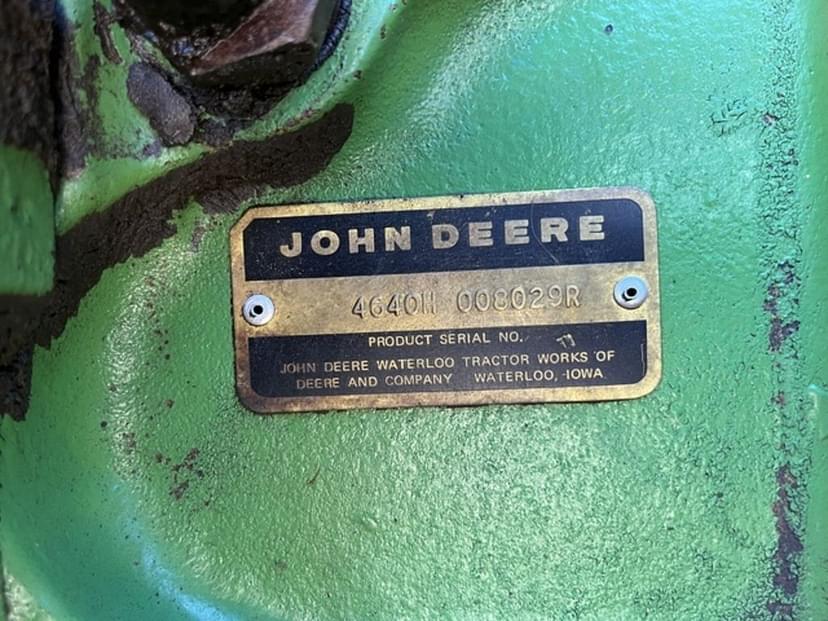 JOHN DEERE
4640H 008029R
PRODUCT SERIAL NO.
JOHN DEERE WATERLOO TRACTOR WORKS OF
DEERE AND COMPANY WATERLOO, IOWA